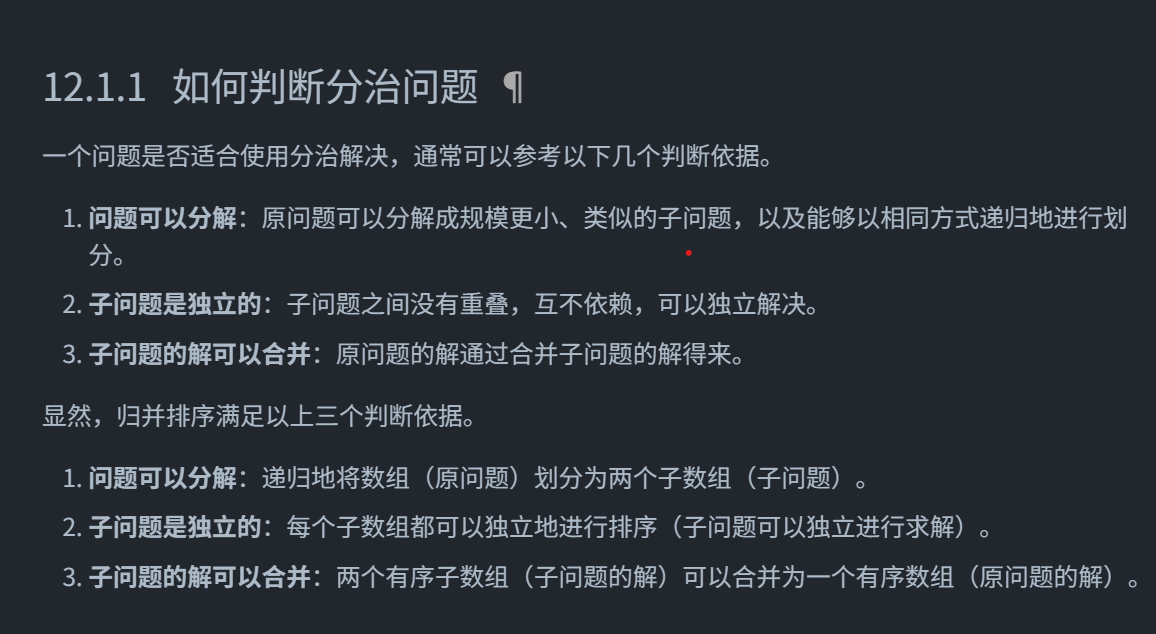 12.1.1 如何判断分治问题 ¶
一个问题是否适合使用分治解决，通常可以参考以下几个判断依据。
1. 问题可以分解：原问题可以分解成规模更小、类似的子问题，以及能够以相同方式递归地进行划
分。
2. 子问题是独立的：子问题之间没有重叠，互不依赖，可以独立解决。
3. 子问题的解可以合并：原问题的解通过合并子问题的解得来。
显然，归并排序满足以上三个判断依据。
1. 问题可以分解：递归地将数组（原问题）划分为两个子数组（子问题）。
2. 子问题是独立的：每个子数组都可以独立地进行排序（子问题可以独立进行求解）。
3. 子问题的解可以合并：两个有序子数组（子问题的解）可以合并为一个有序数组（原问题的解）。